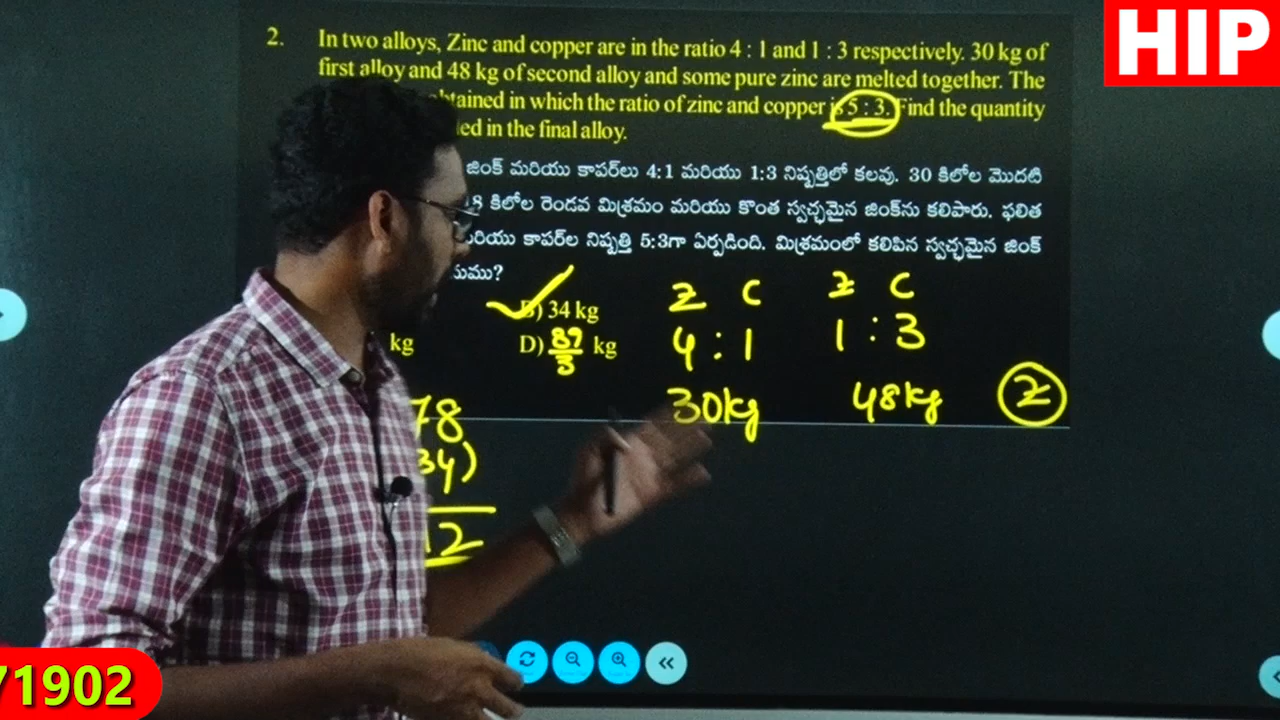 HIP
2. In two alloys, Zinc and copper are in the ratio 4 : 1 and 1 : 3 respectively. 30 kg of
first alloy and 48 kg of second alloy and some pure zinc are melted together. The
in which the ratio of zinc and copper is 5 : 3. Find the quantity
in the final alloy.
జింక్ మరియు కాపర్‌లు 4:1 మరియు 1:3 నిష్పత్తిలో కలవు. 30 కిలోల మొదటి
కిలోల రెండవ మిశ్రమం మరియు కొంత స్వచ్ఛమైన జింక్‌ను కలిపారు. ఫలిత
కాపర్‌ల నిష్పత్తి 5:3గా ఏర్పడింది. మిశ్రమంలో కలిపిన స్వచ్ఛమైన జింక్
B) 34 kg
kg D) 89/3 kg
Z C Z C
4 : 1 1 : 3
30kg 48kg Z
78
34)
12
71902